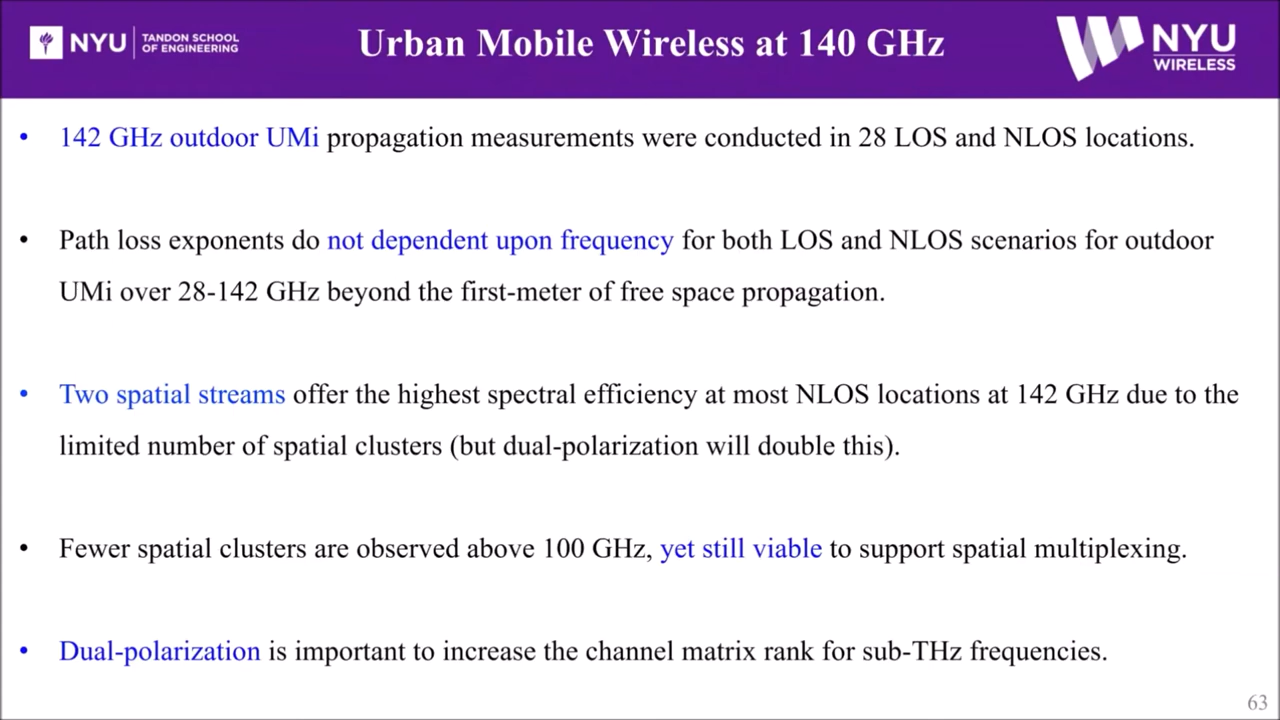 NYU
TANDON SCHOOL
OF ENGINEERING
Urban Mobile Wireless at 140 GHz
NYU
WIRELESS
• 142 GHz outdoor UMi propagation measurements were conducted in 28 LOS and NLOS locations.
• Path loss exponents do not dependent upon frequency for both LOS and NLOS scenarios for outdoor
UMi over 28-142 GHz beyond the first-meter of free space propagation.
• Two spatial streams offer the highest spectral efficiency at most NLOS locations at 142 GHz due to the
limited number of spatial clusters (but dual-polarization will double this).
• Fewer spatial clusters are observed above 100 GHz, yet still viable to support spatial multiplexing.
• Dual-polarization is important to increase the channel matrix rank for sub-THz frequencies.
63